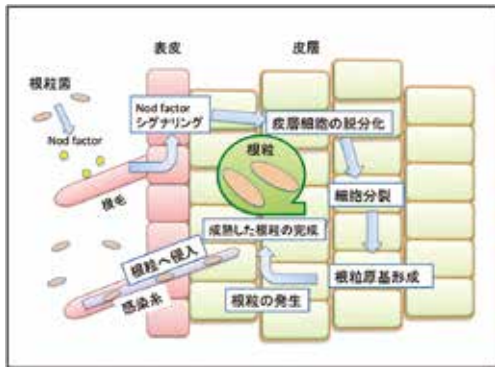 表皮
皮層
根粒菌
Nod factor
根毛
Nod factor
シグナリング
皮層細胞の脱分化
細胞分裂
根粒原基形成
根粒の発生
成熟した根粒の完成
根粒
根粒へ侵入
感染糸